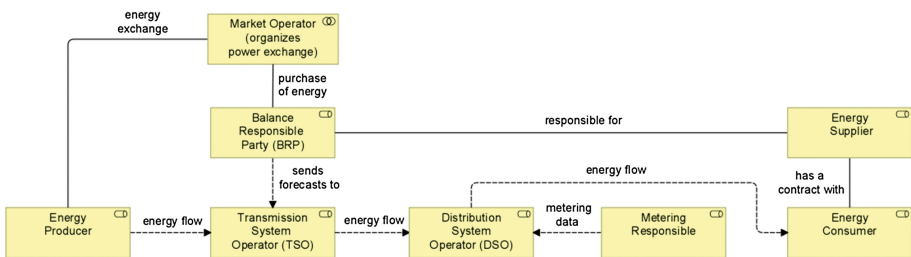 energy
exchange
Market Operator
(organizes
power exchange)
purchase
of energy
Balance
Responsible
Party (BRP)
responsible for
Energy
Supplier
sends
forecasts to
energy flow
has a
contract with
Energy
Producer
energy flow
Transmission
System
Operator (TSO)
energy flow
Distribution
System
Operator (DSO)
metering
data
Metering
Responsible
Energy
Consumer